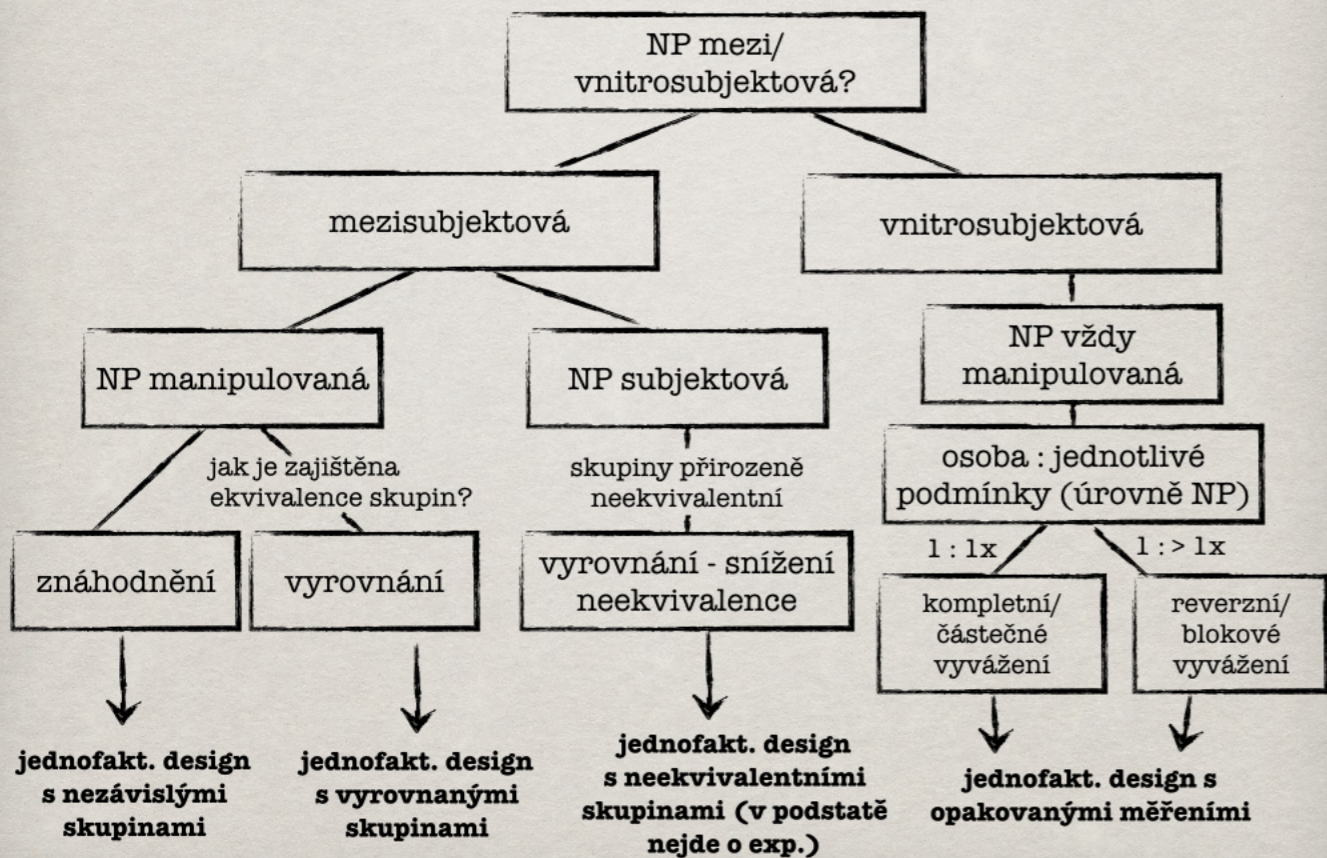 NP mezi/
vnitrosubjektová?
mezisubjektová
vnitrosubjektová
NP manipulovaná
NP subjektová
NP vždy
manipulovaná
jak je zajištěna
ekvivalence skupin?
skupiny přirozeně
neekvivalentní
osoba : jednotlivé
podmínky (úrovně NP)
1 : 1x
1 : > 1x
znáhodnění
vyrovnání
vyrovnání - snížení
neekvivalence
kompletní/
částečné
vyvážení
reverzní/
blokové
vyvážení
jednofakt. design
s nezávislými
skupinami
jednofakt. design
s vyrovnanými
skupinami
jednofakt. design
s neekvivalentními
skupinami (v podstatě
nejde o exp.)
jednofakt. design s
opakovanými měřeními